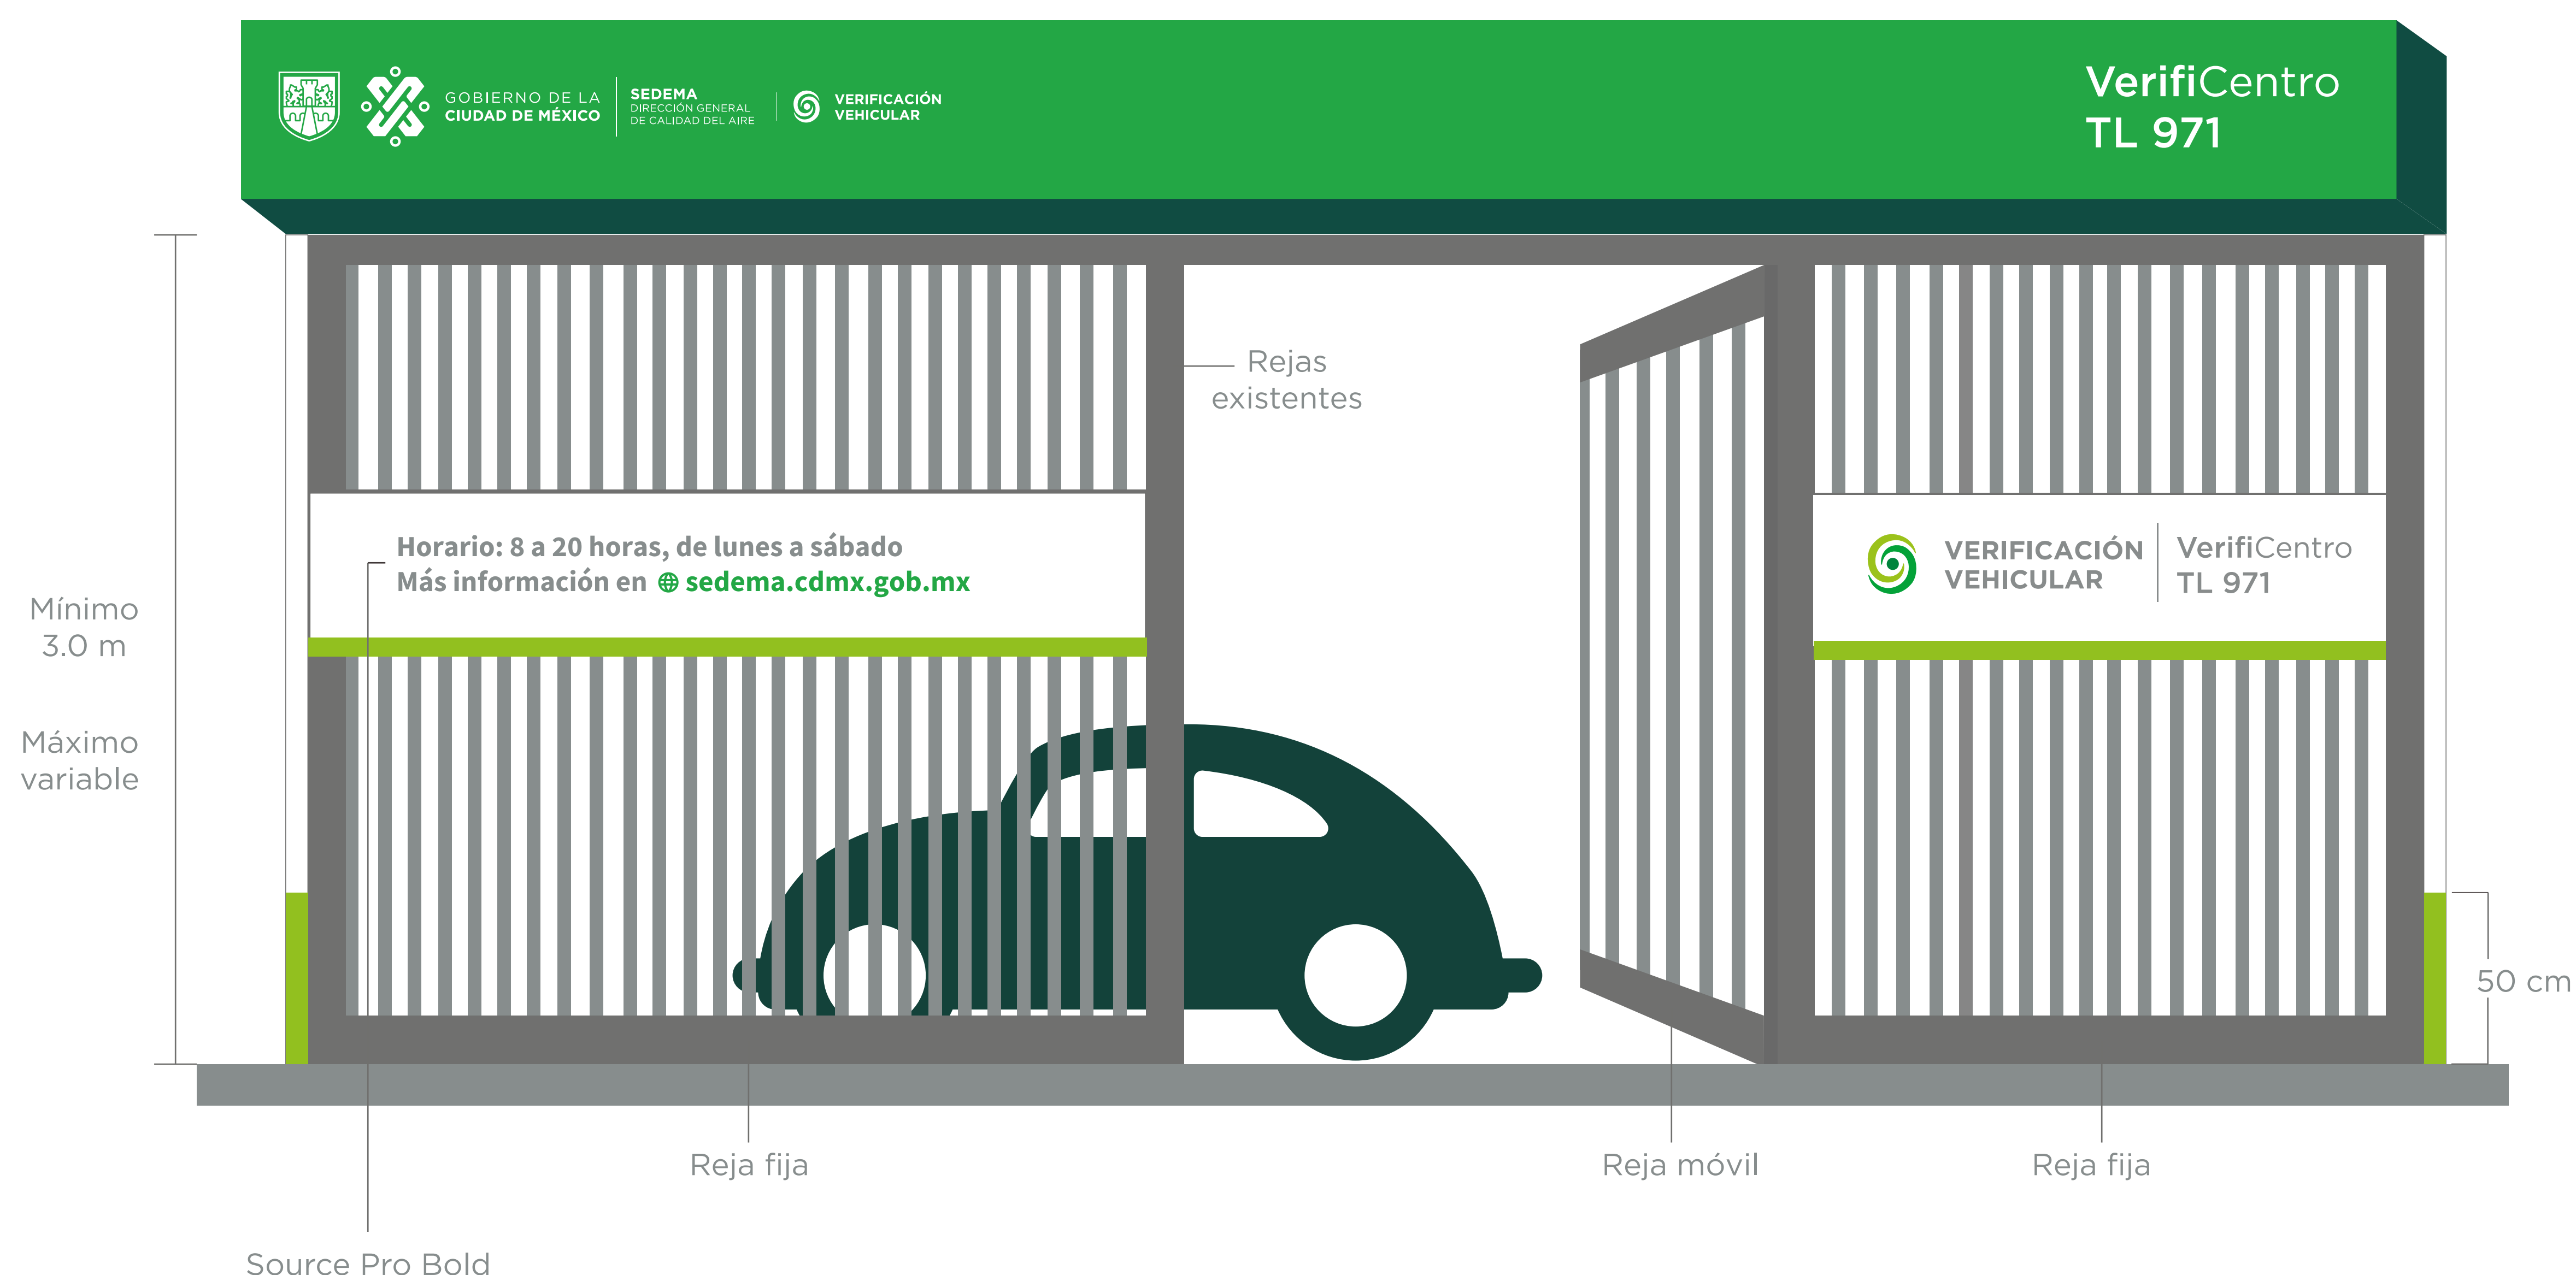 GOBIERNO DE LA
CIUDAD DE MÉXICO
SEDEMA
DIRECCIÓN GENERAL
DE CALIDAD DEL AIRE
VERIFICACIÓN
VEHICULAR
VerifiCentro
TL 971
Rejas
existentes
Horario: 8 a 20 horas, de lunes a sábado
Más información en sedema.cdmx.gob.mx
VERIFICACIÓN
VEHICULAR
VerifiCentro
TL 971
Mínimo
3.0 m
Máximo
variable
50 cm
Reja fija
Reja móvil
Reja fija
Source Pro Bold